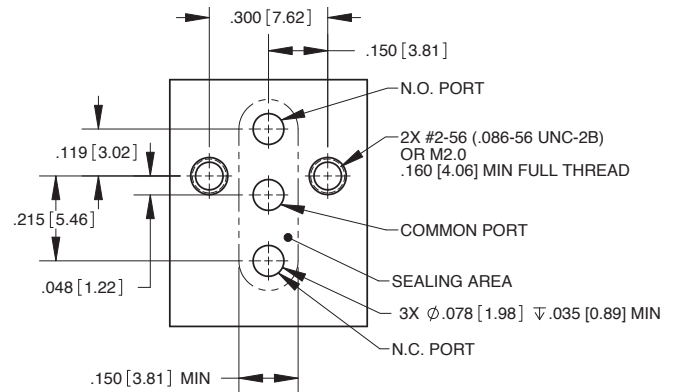 .300 [7.62]
.150 [3.81]
N.O. PORT
2X #2-56 (.086-56 UNC-2B)
OR M2.0
.160 [4.06] MIN FULL THREAD
.119 [3.02]
.215 [5.46]
COMMON PORT
.048 [1.22]
SEALING AREA
3X ⌀.078 [1.98] ↧.035 [0.89] MIN
N.C. PORT
.150 [3.81] MIN